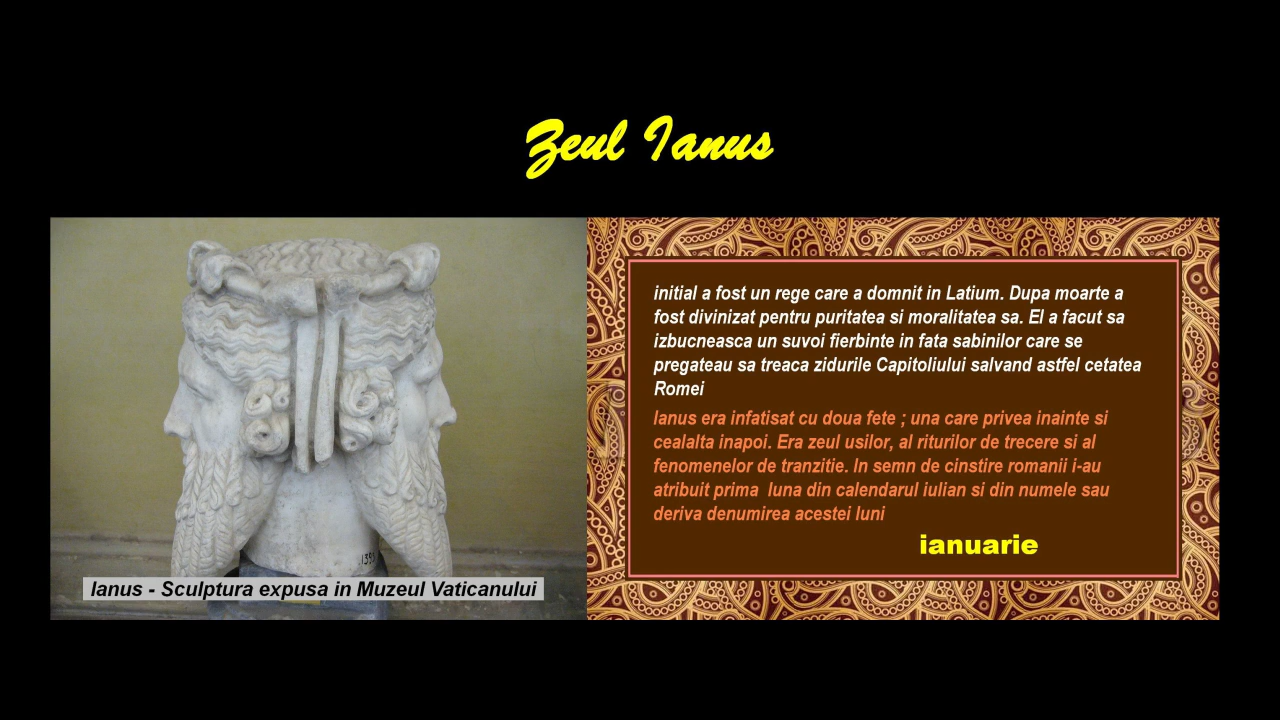 Zeul Ianus
initial a fost un rege care a domnit in Latium. Dupa moarte a
fost divinizat pentru puritatea si moralitatea sa. El a facut sa
izbucneasca un suvoi fierbinte in fata sabinilor care se
pregateau sa treaca zidurile Capitoliului salvand astfel cetatea
Romei
Ianus era infatisat cu doua fete ; una care privea inainte si
cealalta inapoi. Era zeul usilor, al riturilor de trecere si al
fenomenelor de tranzitie. In semn de cinstire romanii i-au
atribuit prima  luna din calendarul iulian si din numele sau
deriva denumirea acestei luni
ianuarie
Ianus - Sculptura expusa in Muzeul Vaticanului